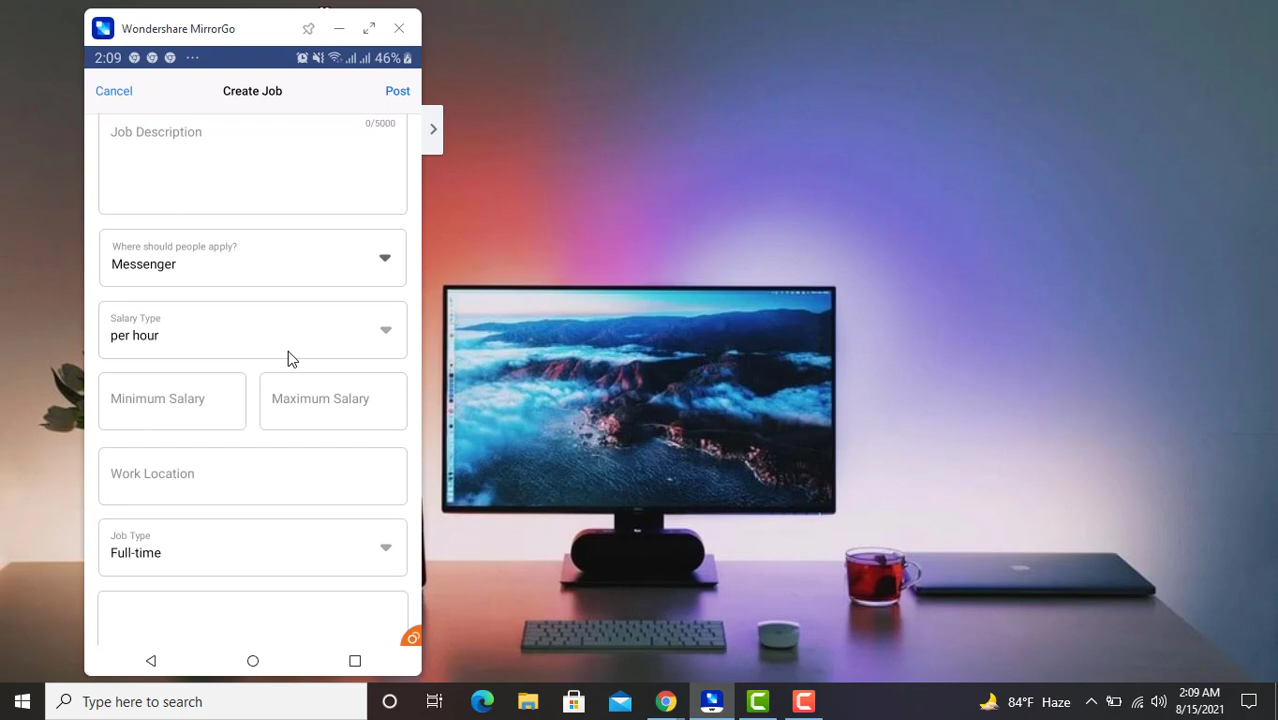 Wondershare MirrorGo
2:09
46%
Cancel
Create Job
Post
0/5000
Job Description
Where should people apply?
Messenger
Salary Type
per hour
Minimum Salary
Maximum Salary
Work Location
Job Type
Full-time
Type here to search
84°F Haze
2:09 AM
8/15/2021